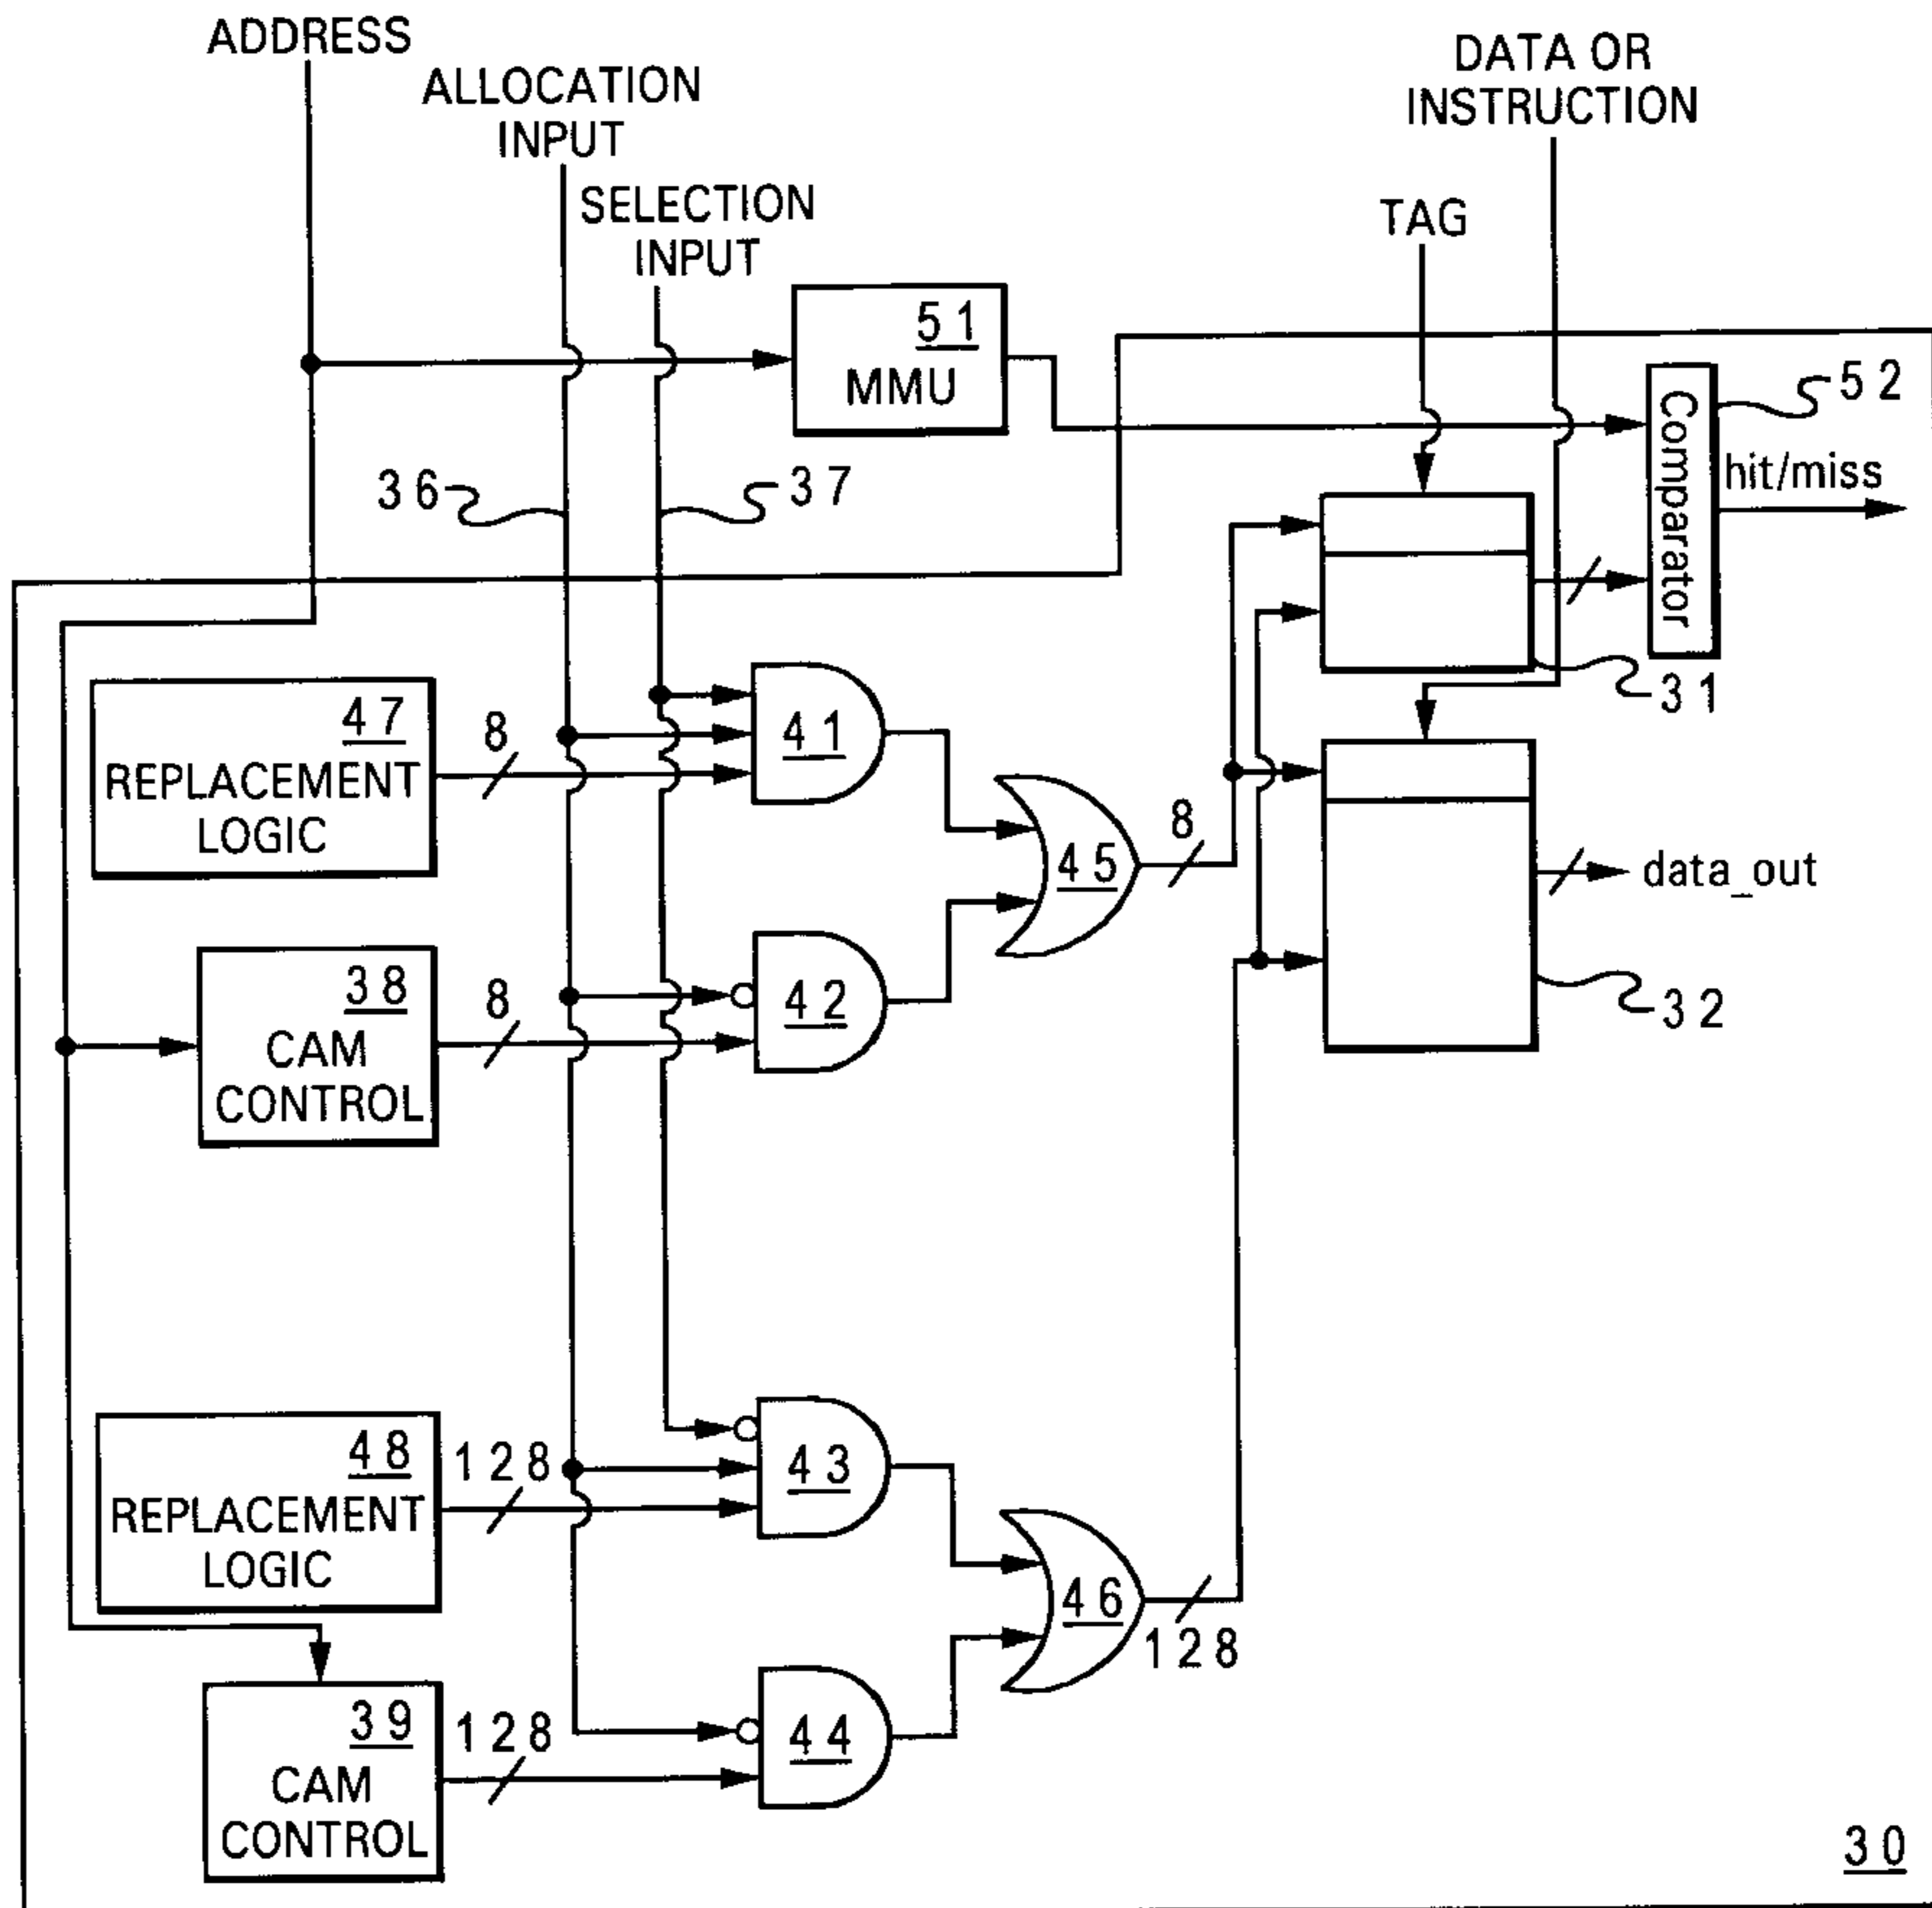 ADDRESS
ALLOCATION
INPUT
SELECTION
INPUT
DATA OR
INSTRUCTION
TAG
51
MMU
Comparator
52
hit/miss
36
37
31
47
REPLACEMENT
LOGIC
8
41
45
8
data_out
38
CAM
CONTROL
8
42
32
48
REPLACEMENT
LOGIC
128
43
46
128
39
CAM
CONTROL
128
44
30